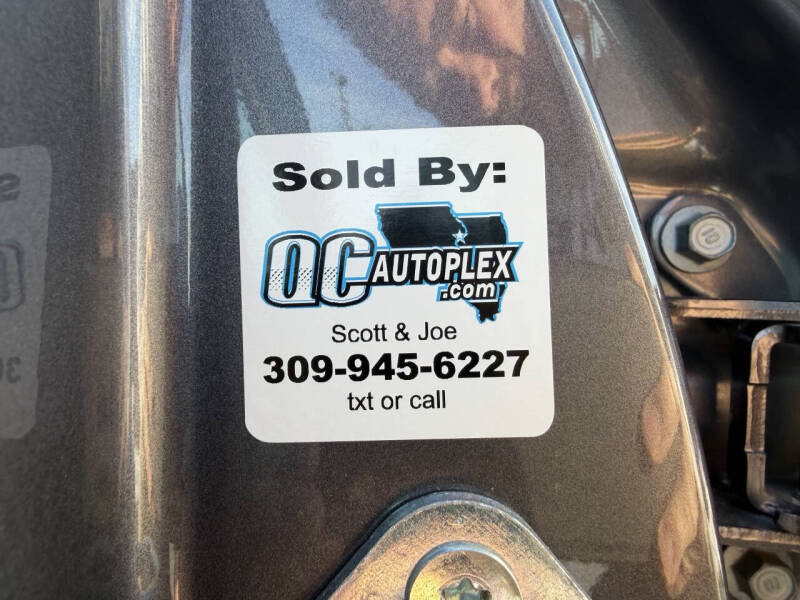 Sold By:
QC AUTOPLEX
.com
Scott & Joe
309-945-6227
txt or call